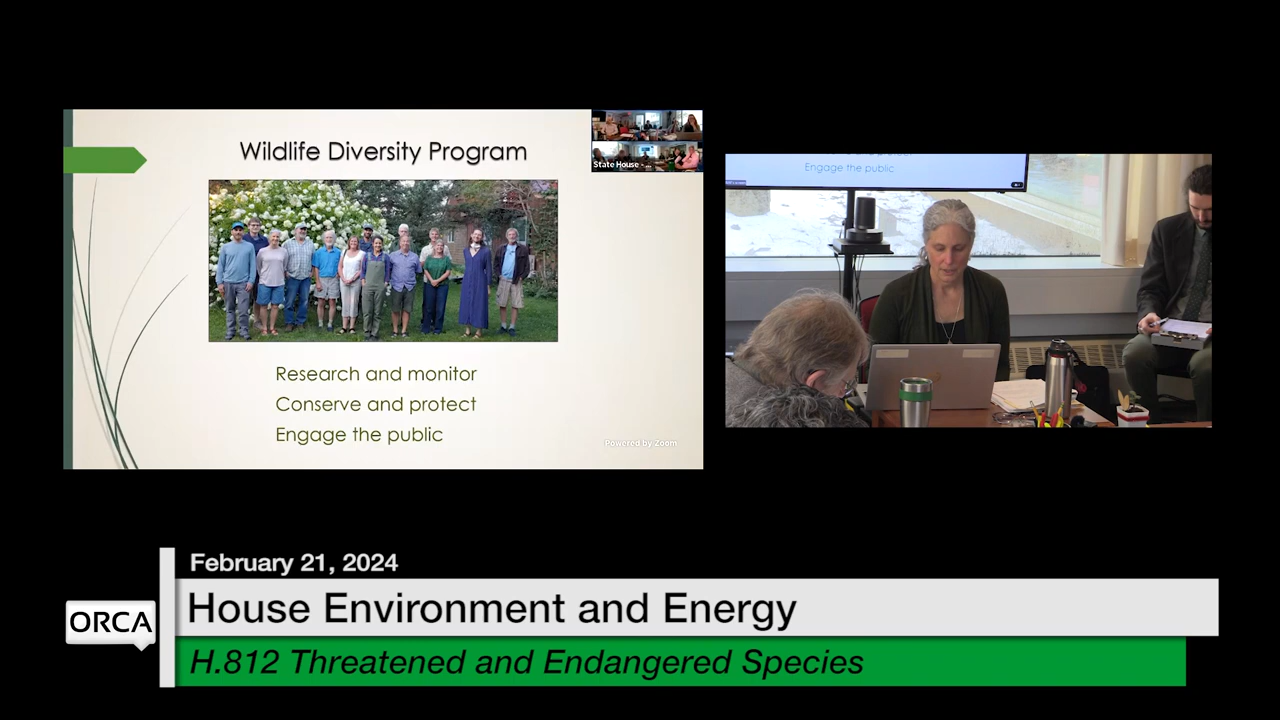 Wildlife Diversity Program
State House - ...
Research and monitor
Conserve and protect
Engage the public
Powered by Zoom
Engage the public
February 21, 2024
ORCA
House Environment and Energy
H.812 Threatened and Endangered Species